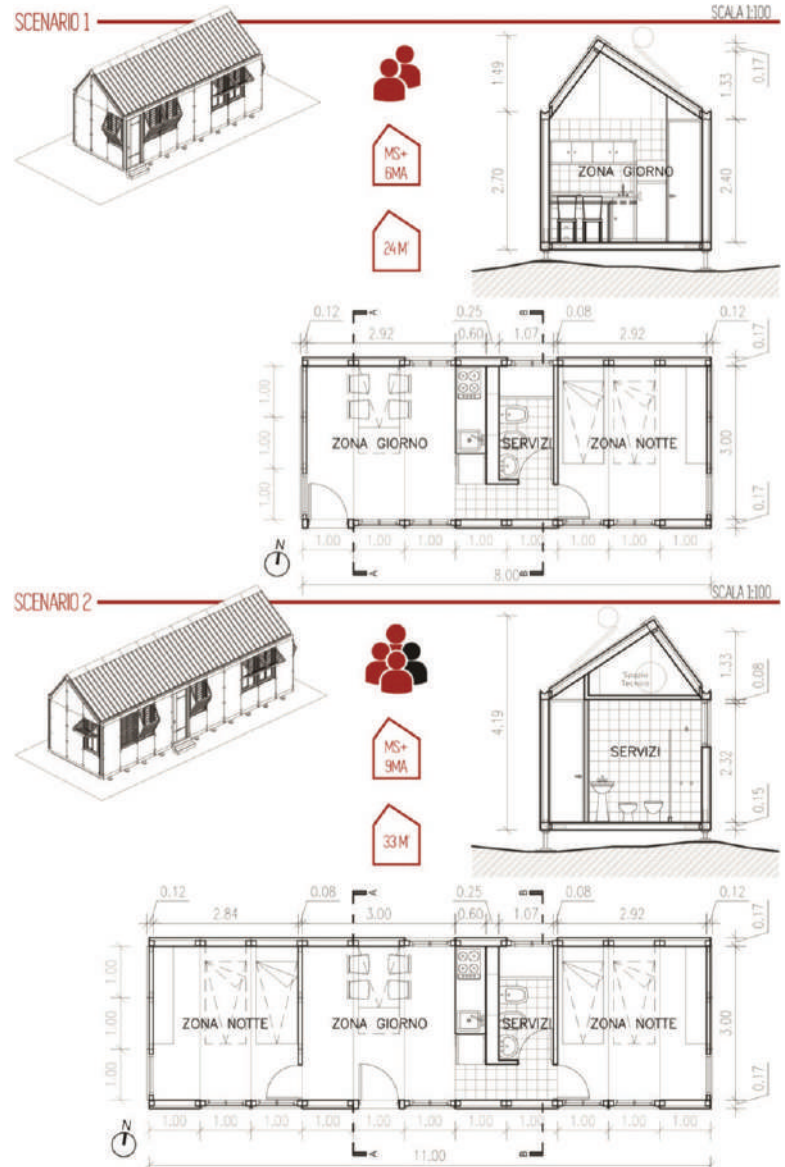 SCENARIO 1
SCALA 1:100
MS+
6MA
24 M²
1.49
2.70
ZONA GIORNO
1.33
0.17
2.40
0.12
0.25
0.08
0.12
2.92
0.60
1.07
2.92
0.17
A
B
1.00
1.00
1.00
ZONA GIORNO
SERVIZI
ZONA NOTTE
3.00
0.17
1.00
1.00
1.00
1.00
1.00
1.00
1.00
1.00
N
A
B
8.00
SCENARIO 2
SCALA 1:100
MS+
9MA
33 M²
4.19
Spazio
Tecnico
SERVIZI
1.33
0.08
2.32
0.15
0.12
0.08
0.25
0.08
0.12
2.84
3.00
0.60
1.07
2.92
0.17
A
B
1.00
1.00
1.00
ZONA NOTTE
ZONA GIORNO
SERVIZI
ZONA NOTTE
3.00
0.17
1.00
1.00
1.00
1.00
1.00
1.00
1.00
1.00
1.00
1.00
1.00
N
A
B
11.00